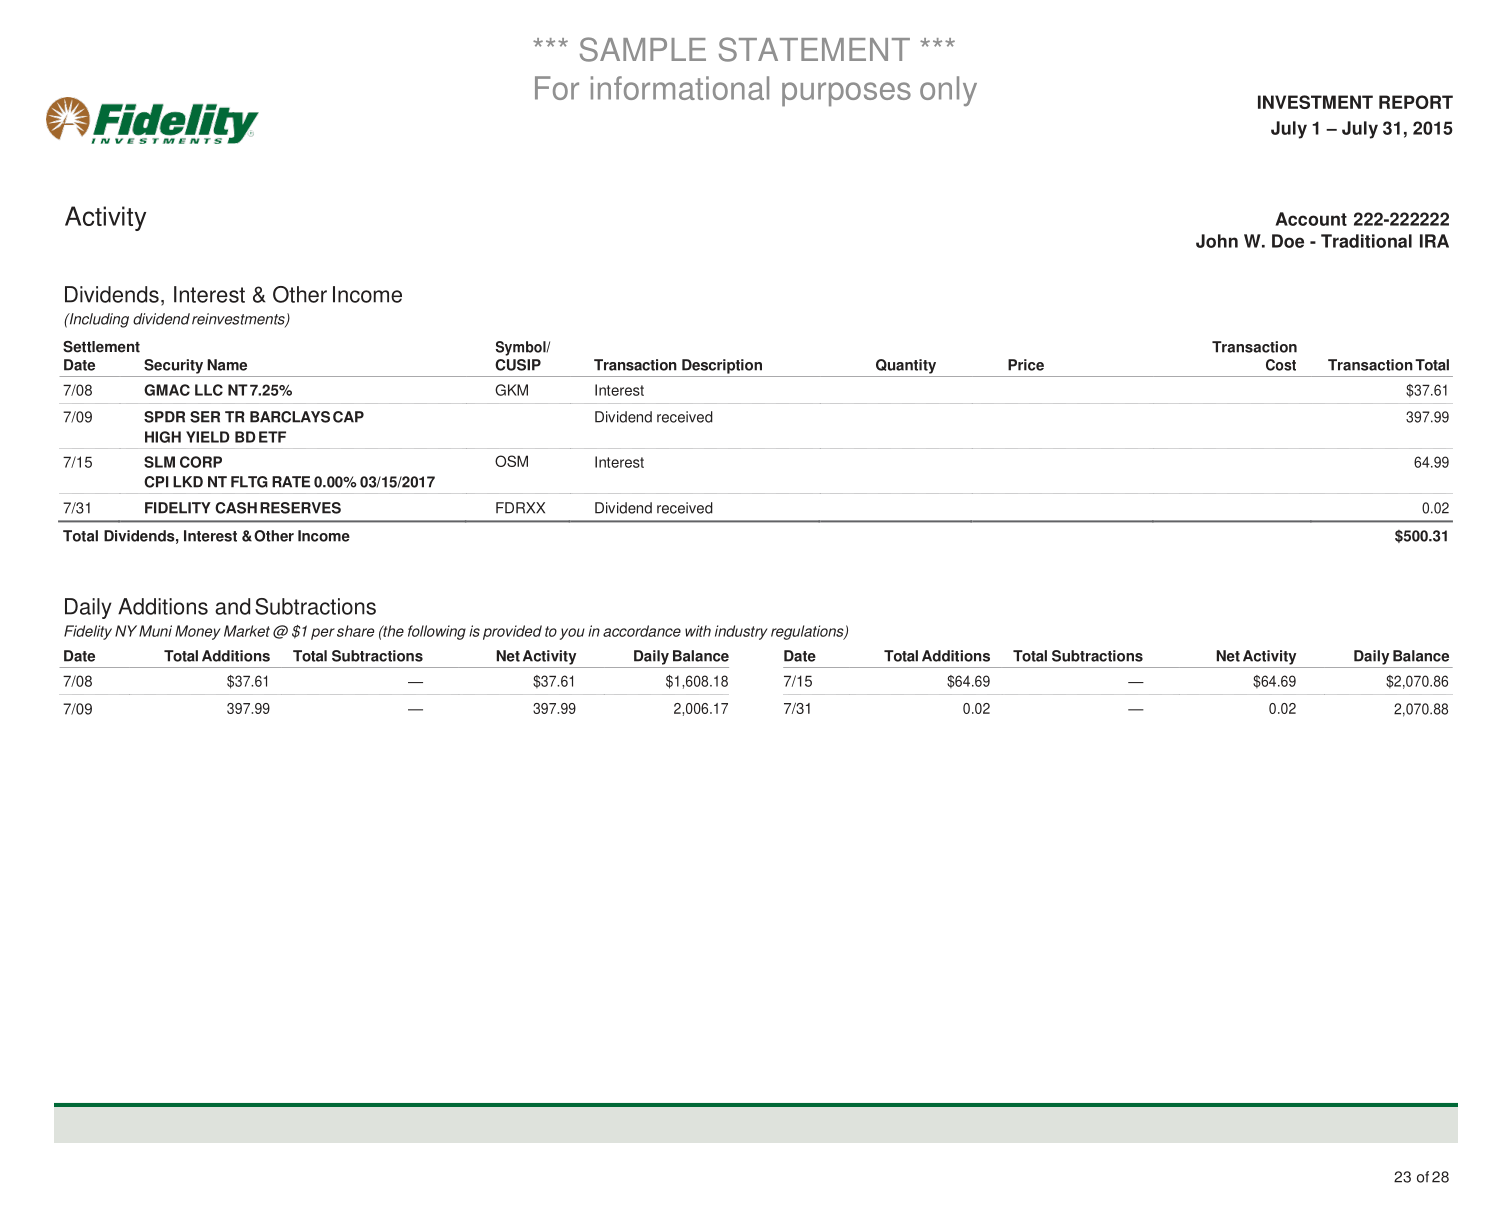 *** SAMPLE STATEMENT ***
For informational purposes only
Fidelity
INVESTMENTS®
INVESTMENT REPORT
July 1 – July 31, 2015
Activity
Account 222-222222
John W. Doe - Traditional IRA
Dividends, Interest & Other Income
(Including dividend reinvestments)
Settlement Date Security Name Symbol/ CUSIP Transaction Description Quantity Price Transaction Cost Transaction Total
7/08 GMAC LLC NT 7.25% GKM Interest $37.61
7/09 SPDR SER TR BARCLAYS CAP Dividend received 397.99
HIGH YIELD BD ETF
7/15 SLM CORP OSM Interest 64.99
CPI LKD NT FLTG RATE 0.00% 03/15/2017
7/31 FIDELITY CASH RESERVES FDRXX Dividend received 0.02
Total Dividends, Interest & Other Income $500.31
Daily Additions and Subtractions
Fidelity NY Muni Money Market @ $1 per share (the following is provided to you in accordance with industry regulations)
Date Total Additions Total Subtractions Net Activity Daily Balance Date Total Additions Total Subtractions Net Activity Daily Balance
7/08 $37.61 — $37.61 $1,608.18 7/15 $64.69 — $64.69 $2,070.86
7/09 397.99 — 397.99 2,006.17 7/31 0.02 — 0.02 2,070.88
23 of 28